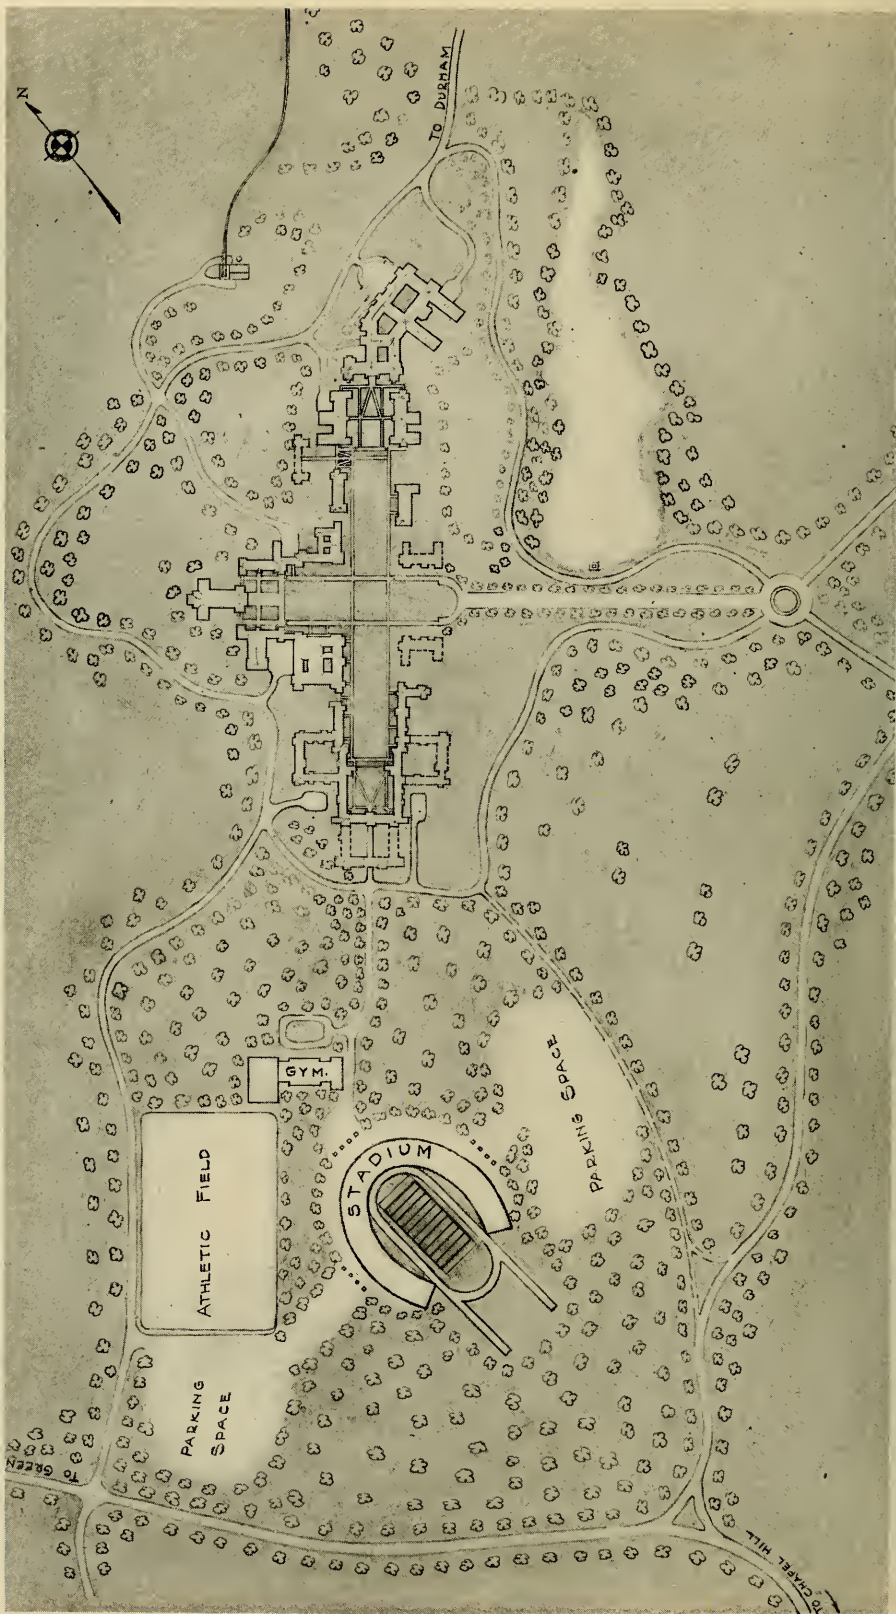 N
TO DURHAM
GYM.
STADIUM
PARKING SPACE
ATHLETIC FIELD
PARKING
SPACE
TO GREEN
TO CHAPEL HILL